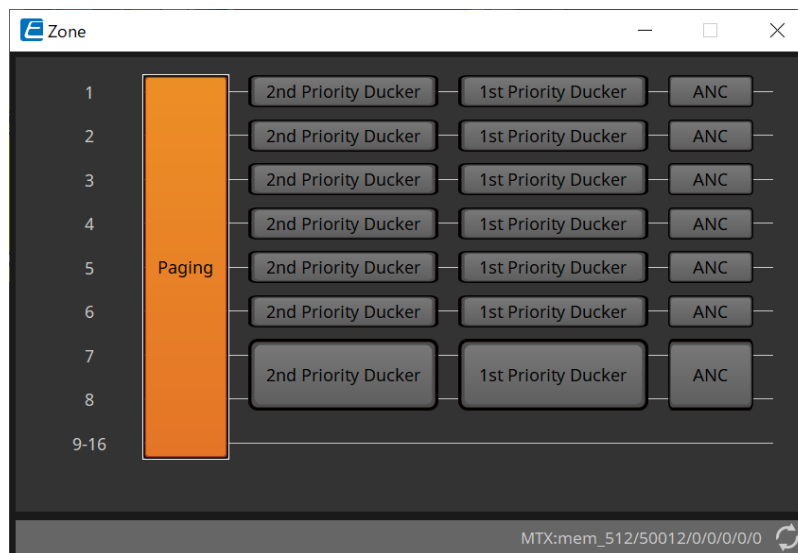 E Zone
1 2nd Priority Ducker 1st Priority Ducker ANC
2 2nd Priority Ducker 1st Priority Ducker ANC
3 2nd Priority Ducker 1st Priority Ducker ANC
4 2nd Priority Ducker 1st Priority Ducker ANC
5 Paging 2nd Priority Ducker 1st Priority Ducker ANC
6 2nd Priority Ducker 1st Priority Ducker ANC
7
2nd Priority Ducker 1st Priority Ducker ANC
8
9-16
MTX:mem_512/50012/0/0/0/0/0